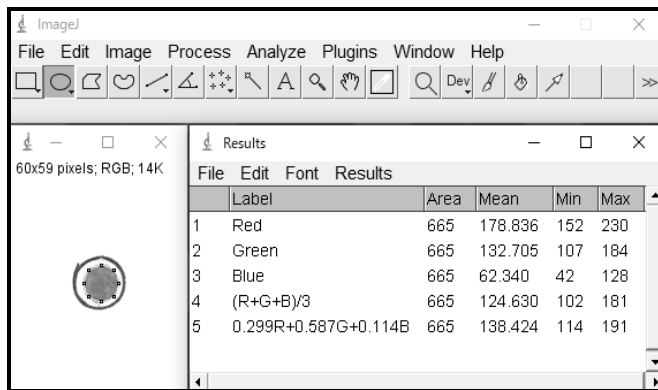 ImageJ
File Edit Image Process Analyze Plugins Window Help
A Dev >>
60x59 pixels; RGB; 14K
Results
File Edit Font Results
Label Area Mean Min Max
1 Red 665 178.836 152 230
2 Green 665 132.705 107 184
3 Blue 665 62.340 42 128
4 (R+G+B)/3 665 124.630 102 181
5 0.299R+0.587G+0.114B 665 138.424 114 191